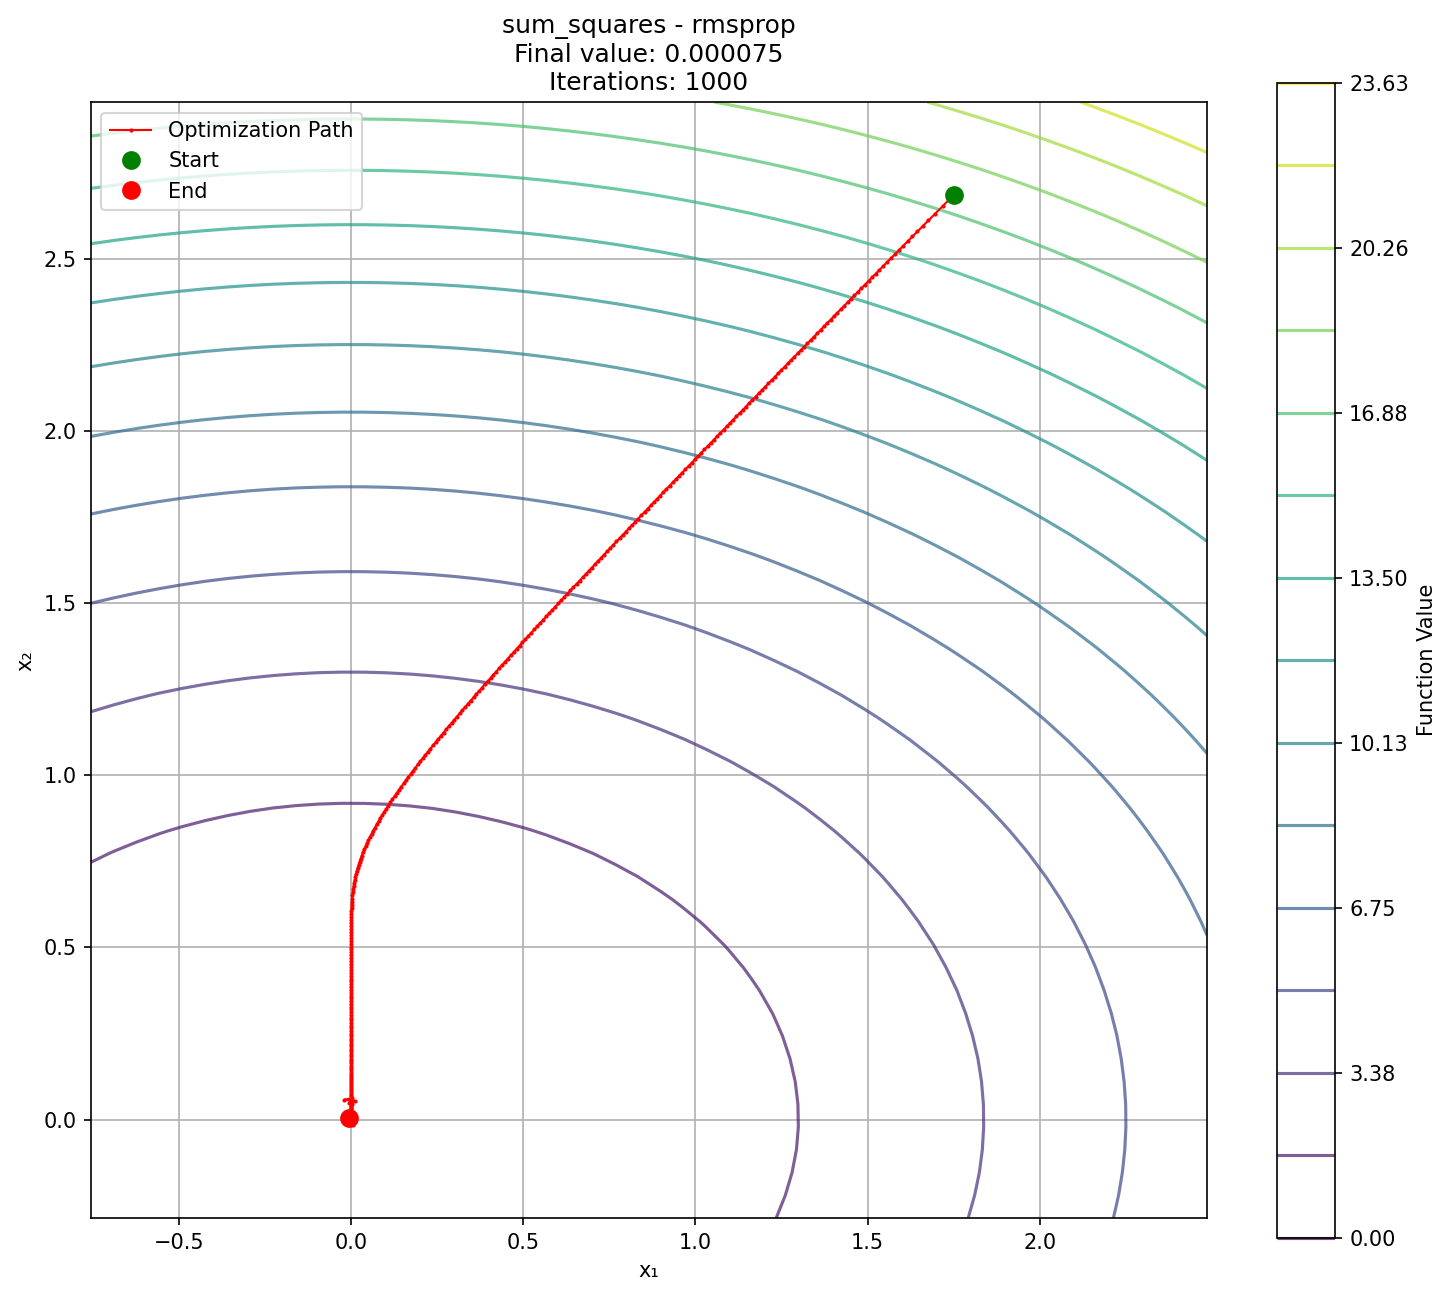 sum_squares - rmsprop
Final value: 0.000075
Iterations: 1000
Optimization Path
Start
End
2.5
2.0
1.5
1.0
0.5
0.0
x₂
−0.5
0.0
0.5
1.0
1.5
2.0
x₁
23.63
20.26
16.88
13.50
10.13
6.75
3.38
0.00
Function Value